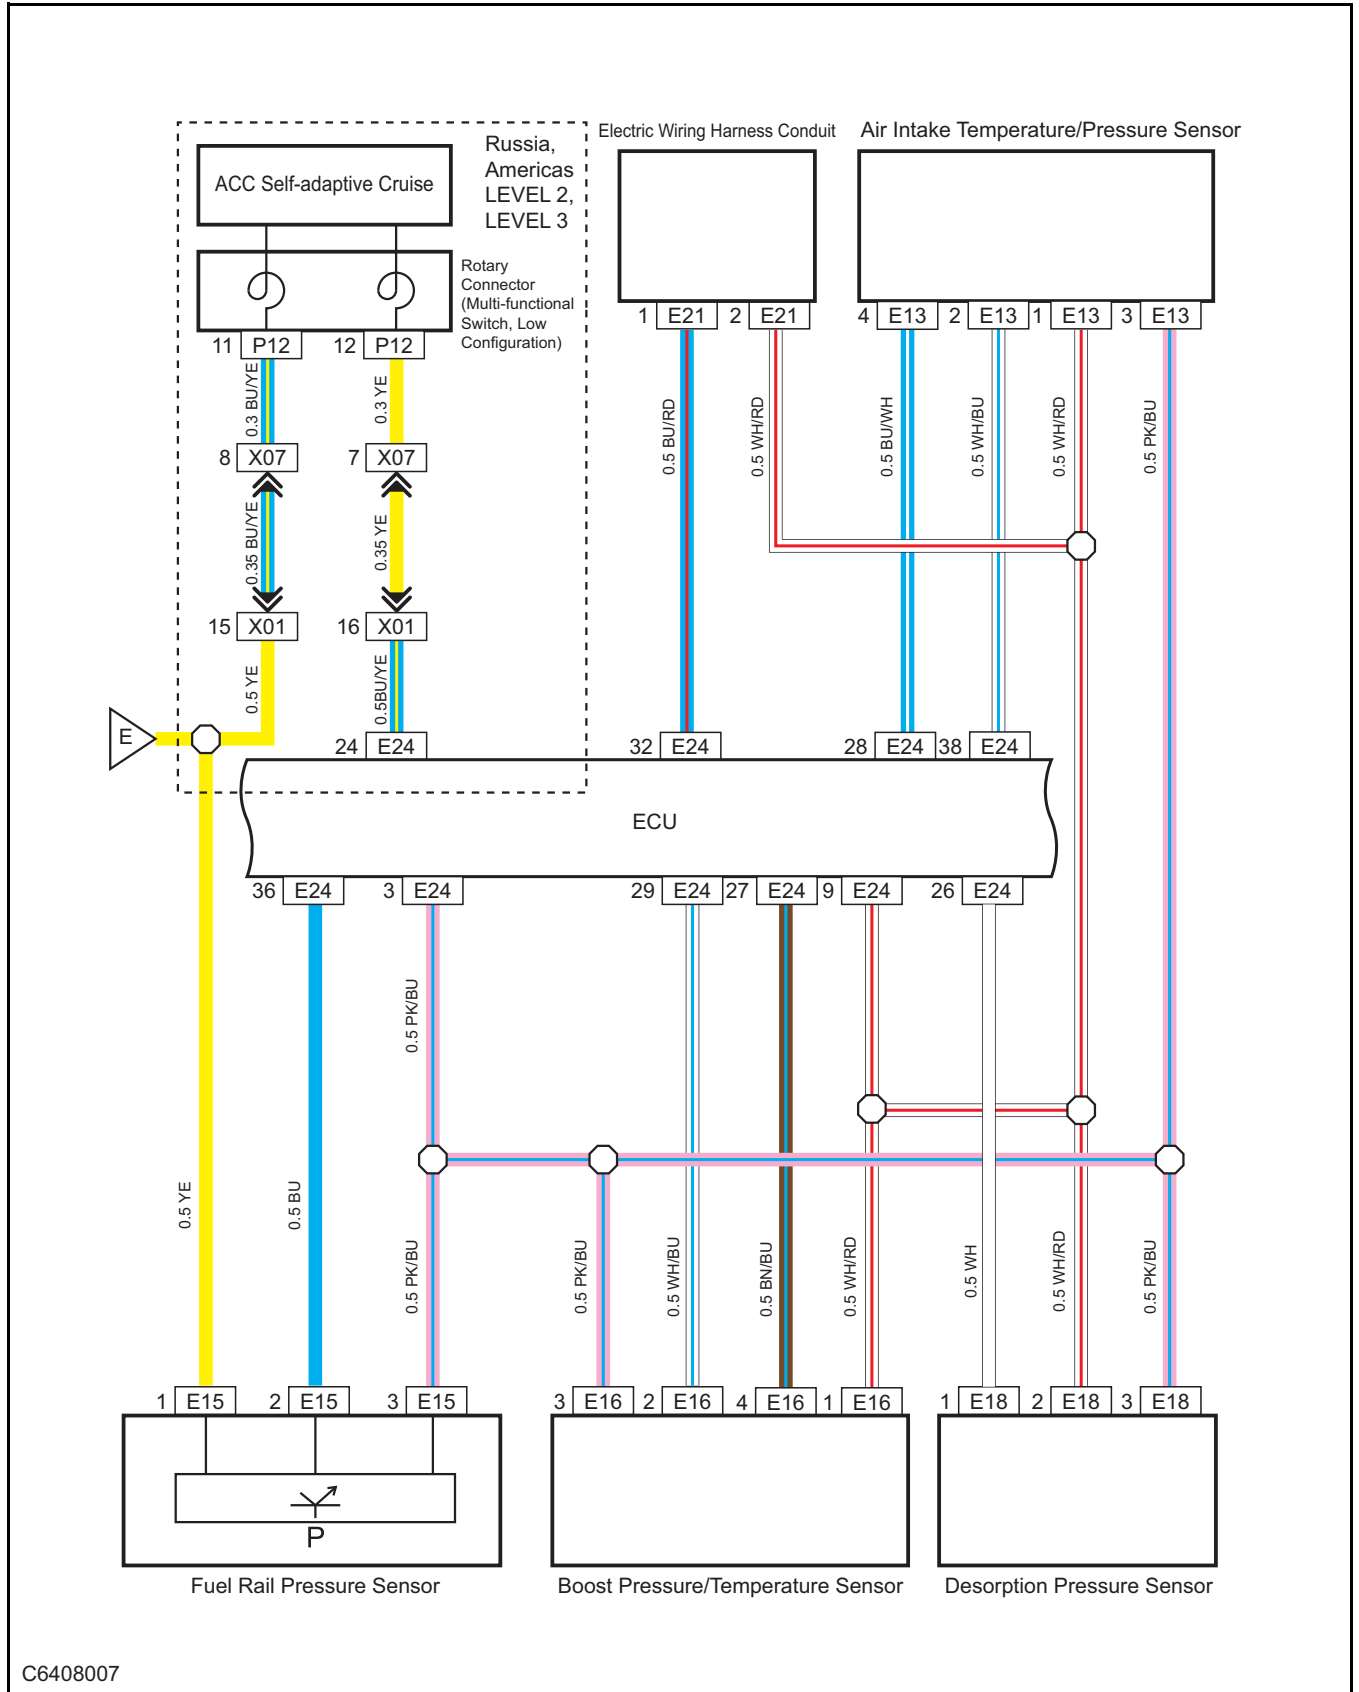 Electric Wiring Harness Conduit
Air Intake Temperature/Pressure Sensor
Russia,
Americas
LEVEL 2,
LEVEL 3
ACC Self-adaptive Cruise
Rotary
Connector
(Multi-functional
Switch, Low
Configuration)
11 P12
12 P12
1 E21
2 E21
4 E13
2 E13
1 E13
3 E13
0.3 BU/YE
0.3 YE
0.5 BU/RD
0.5 WH/RD
0.5 BU/WH
0.5 WH/BU
0.5 WH/RD
0.5 PK/BU
8 X07
7 X07
0.35 BU/YE
0.35 YE
15 X01
16 X01
0.5 YE
0.5BU/YE
E
24 E24
32 E24
28 E24
38 E24
ECU
36 E24
3 E24
29 E24
27 E24
9 E24
26 E24
0.5 PK/BU
0.5 YE
0.5 BU
0.5 PK/BU
0.5 PK/BU
0.5 WH/BU
0.5 BN/BU
0.5 WH/RD
0.5 WH
0.5 WH/RD
0.5 PK/BU
1 E15
2 E15
3 E15
3 E16
2 E16
4 E16
1 E16
1 E18
2 E18
3 E18
P
Fuel Rail Pressure Sensor
Boost Pressure/Temperature Sensor
Desorption Pressure Sensor
C6408007